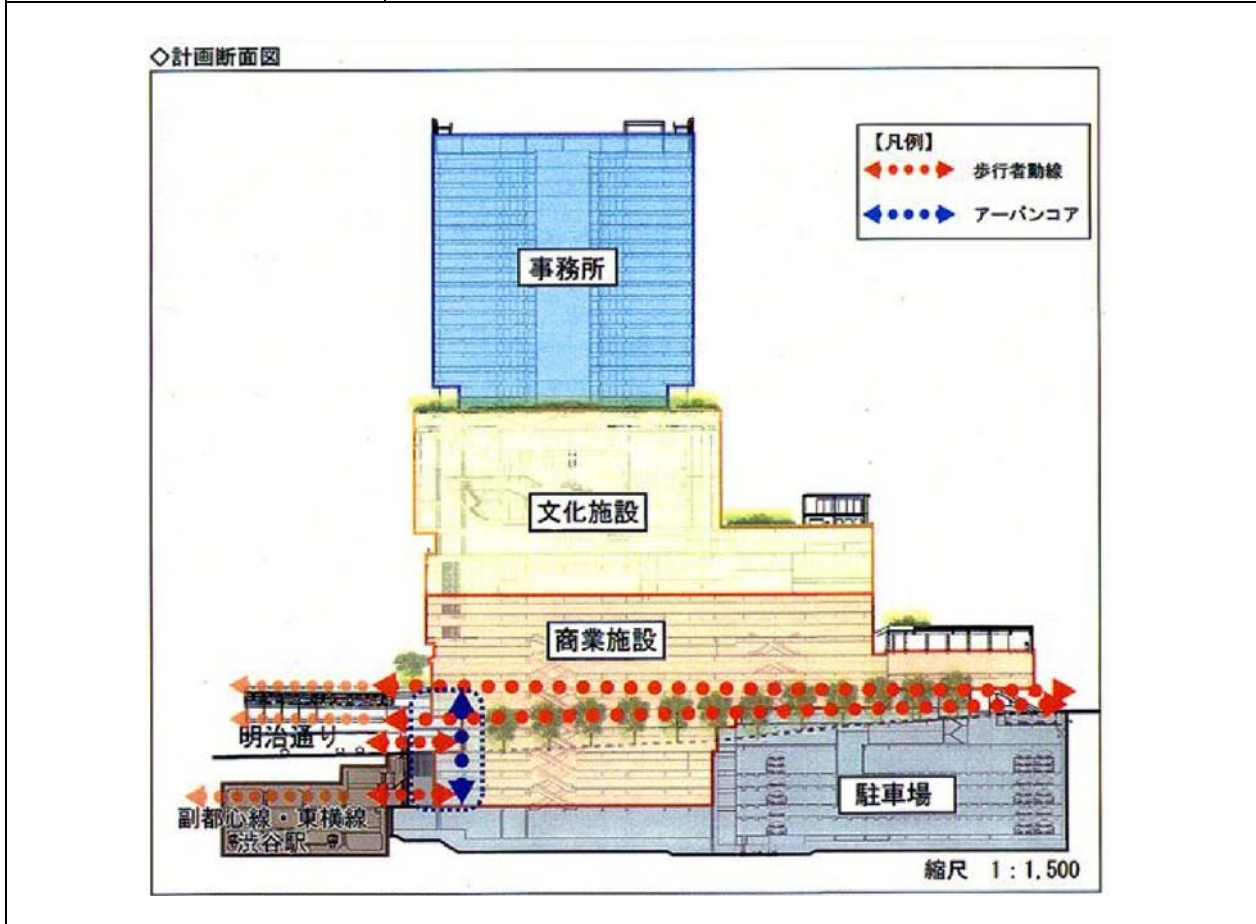 ◇計画断面図
【凡例】
歩行者動線
アーバンコア
事務所
文化施設
商業施設
明治通り
副都心線・東横線
渋谷駅
駐車場
縮尺 1:1,500